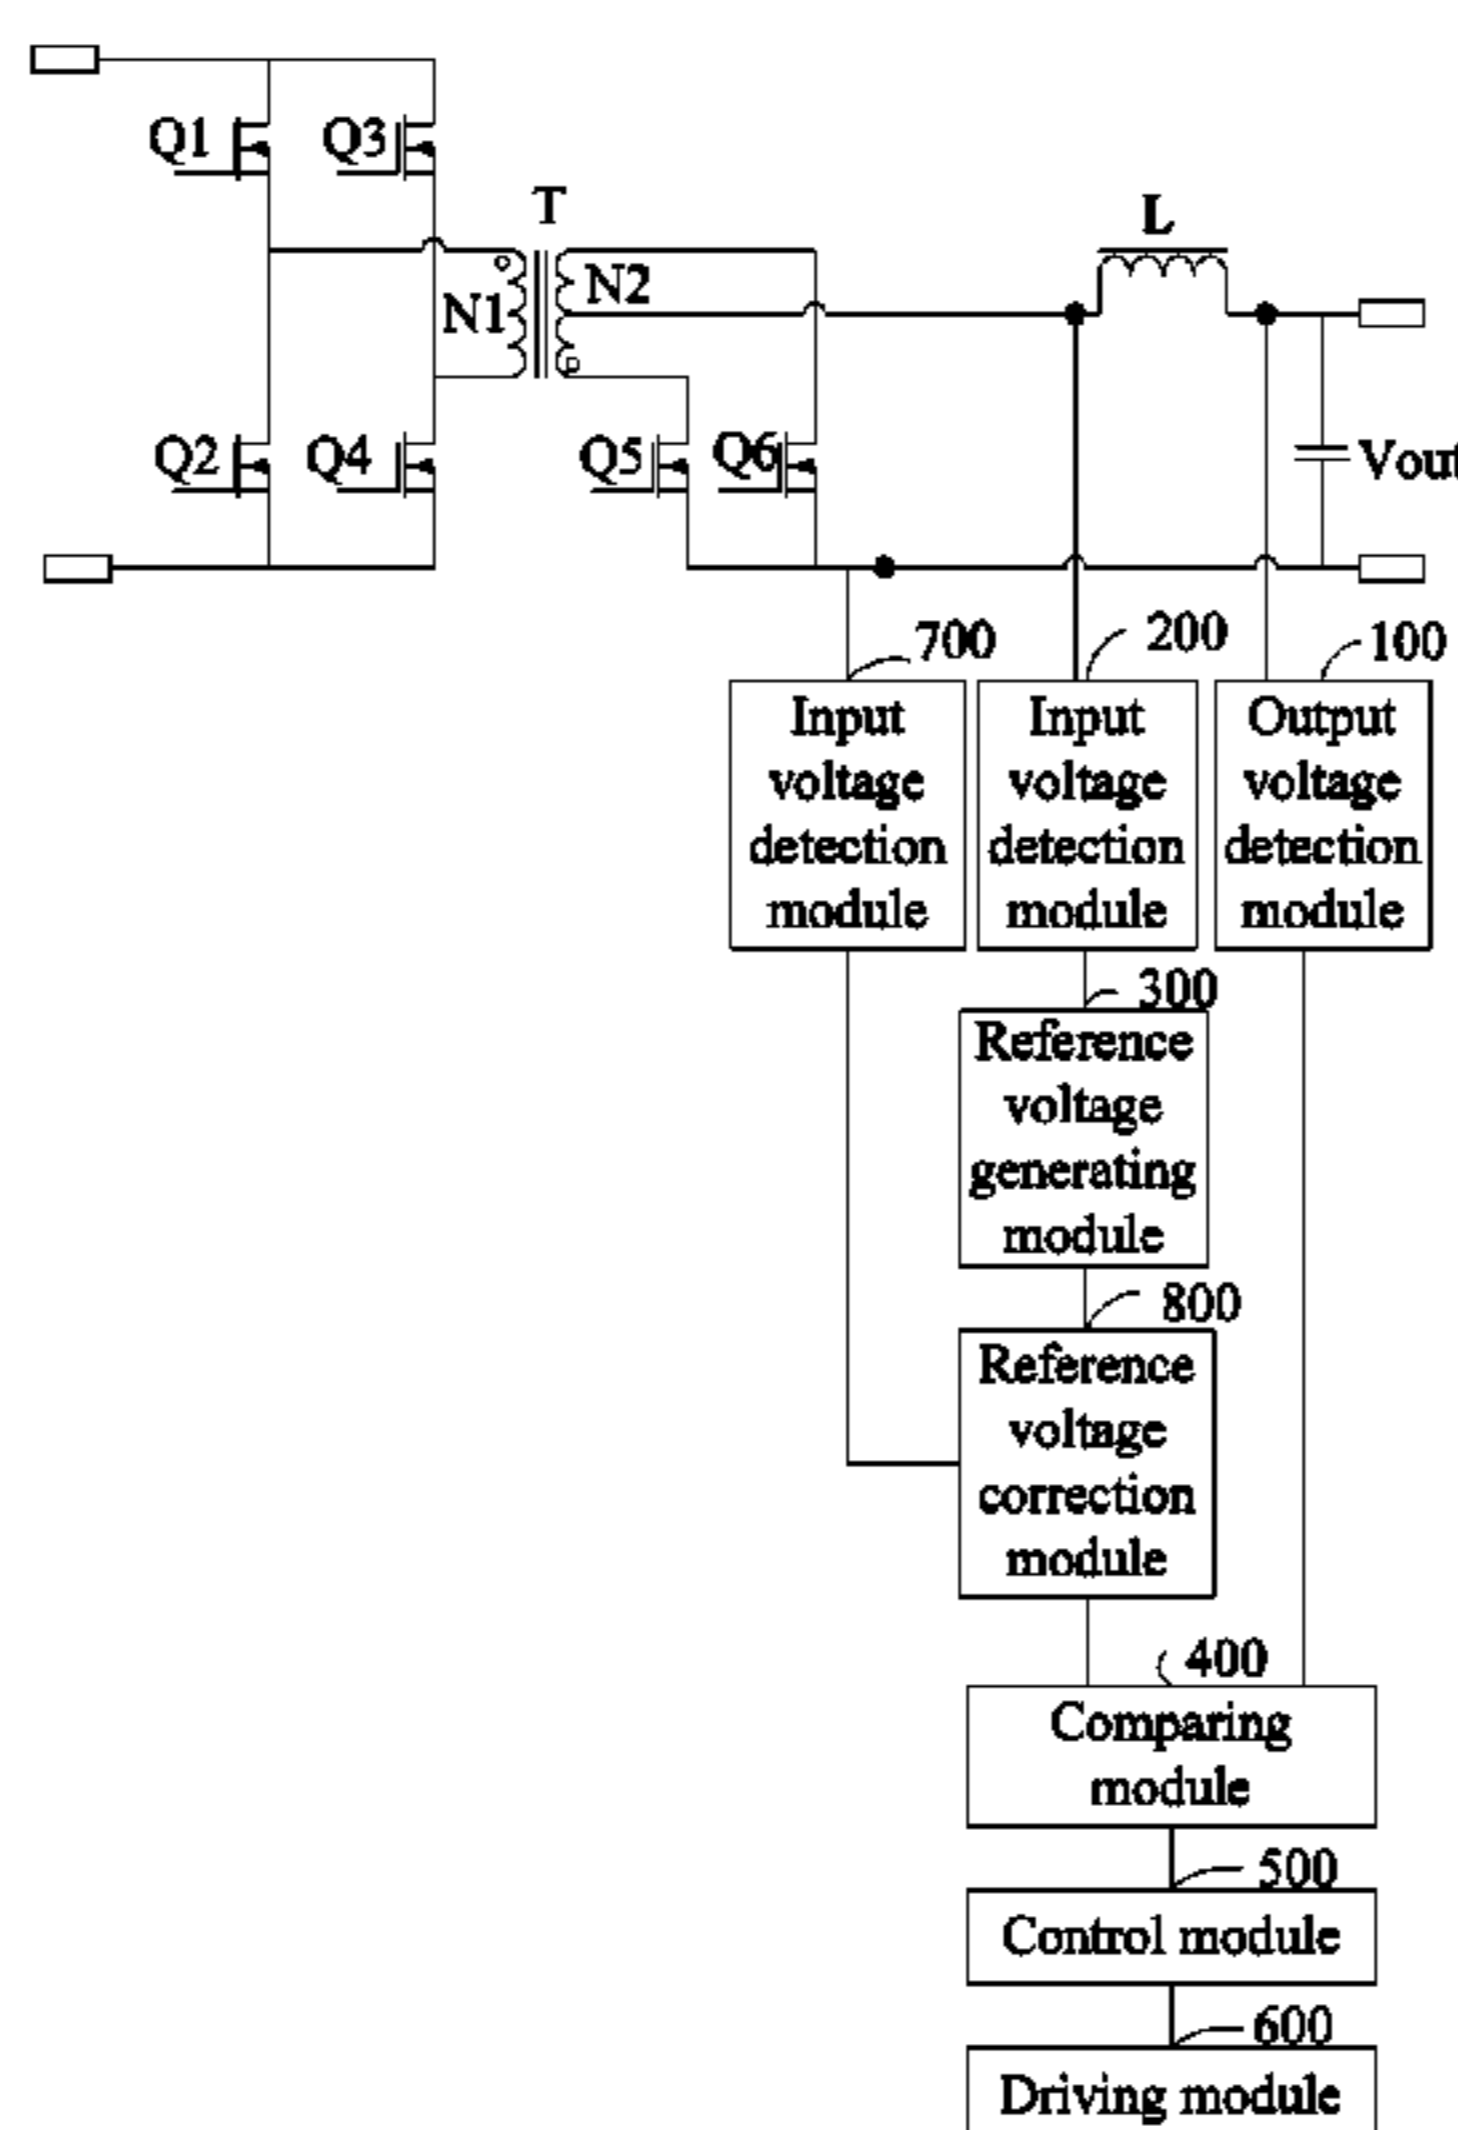 Q1
Q3
T
L
N1
N2
Q2
Q4
Q5
Q6
Vout
700
200
100
Input
voltage
detection
module
Input
voltage
detection
module
Output
voltage
detection
module
300
Reference
voltage
generating
module
800
Reference
voltage
correction
module
400
Comparing
module
500
Control module
600
Driving module